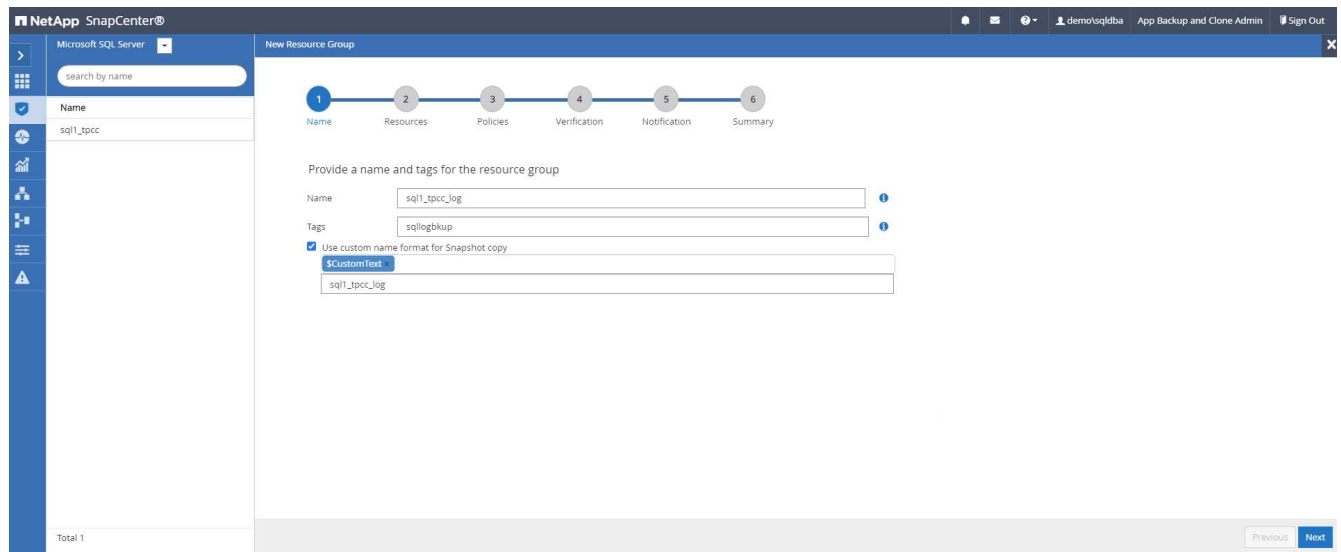 NetApp SnapCenter®
demo\sqldba App Backup and Clone Admin Sign Out
Microsoft SQL Server
New Resource Group
search by name
Name
sql1_tpcc
1 2 3 4 5 6
Name Resources Policies Verification Notification Summary
Provide a name and tags for the resource group
Name sql1_tpcc_log
Tags sqllogbkup
Use custom name format for Snapshot copy
$CustomText ×
sql1_tpcc_log
Total 1
Previous Next